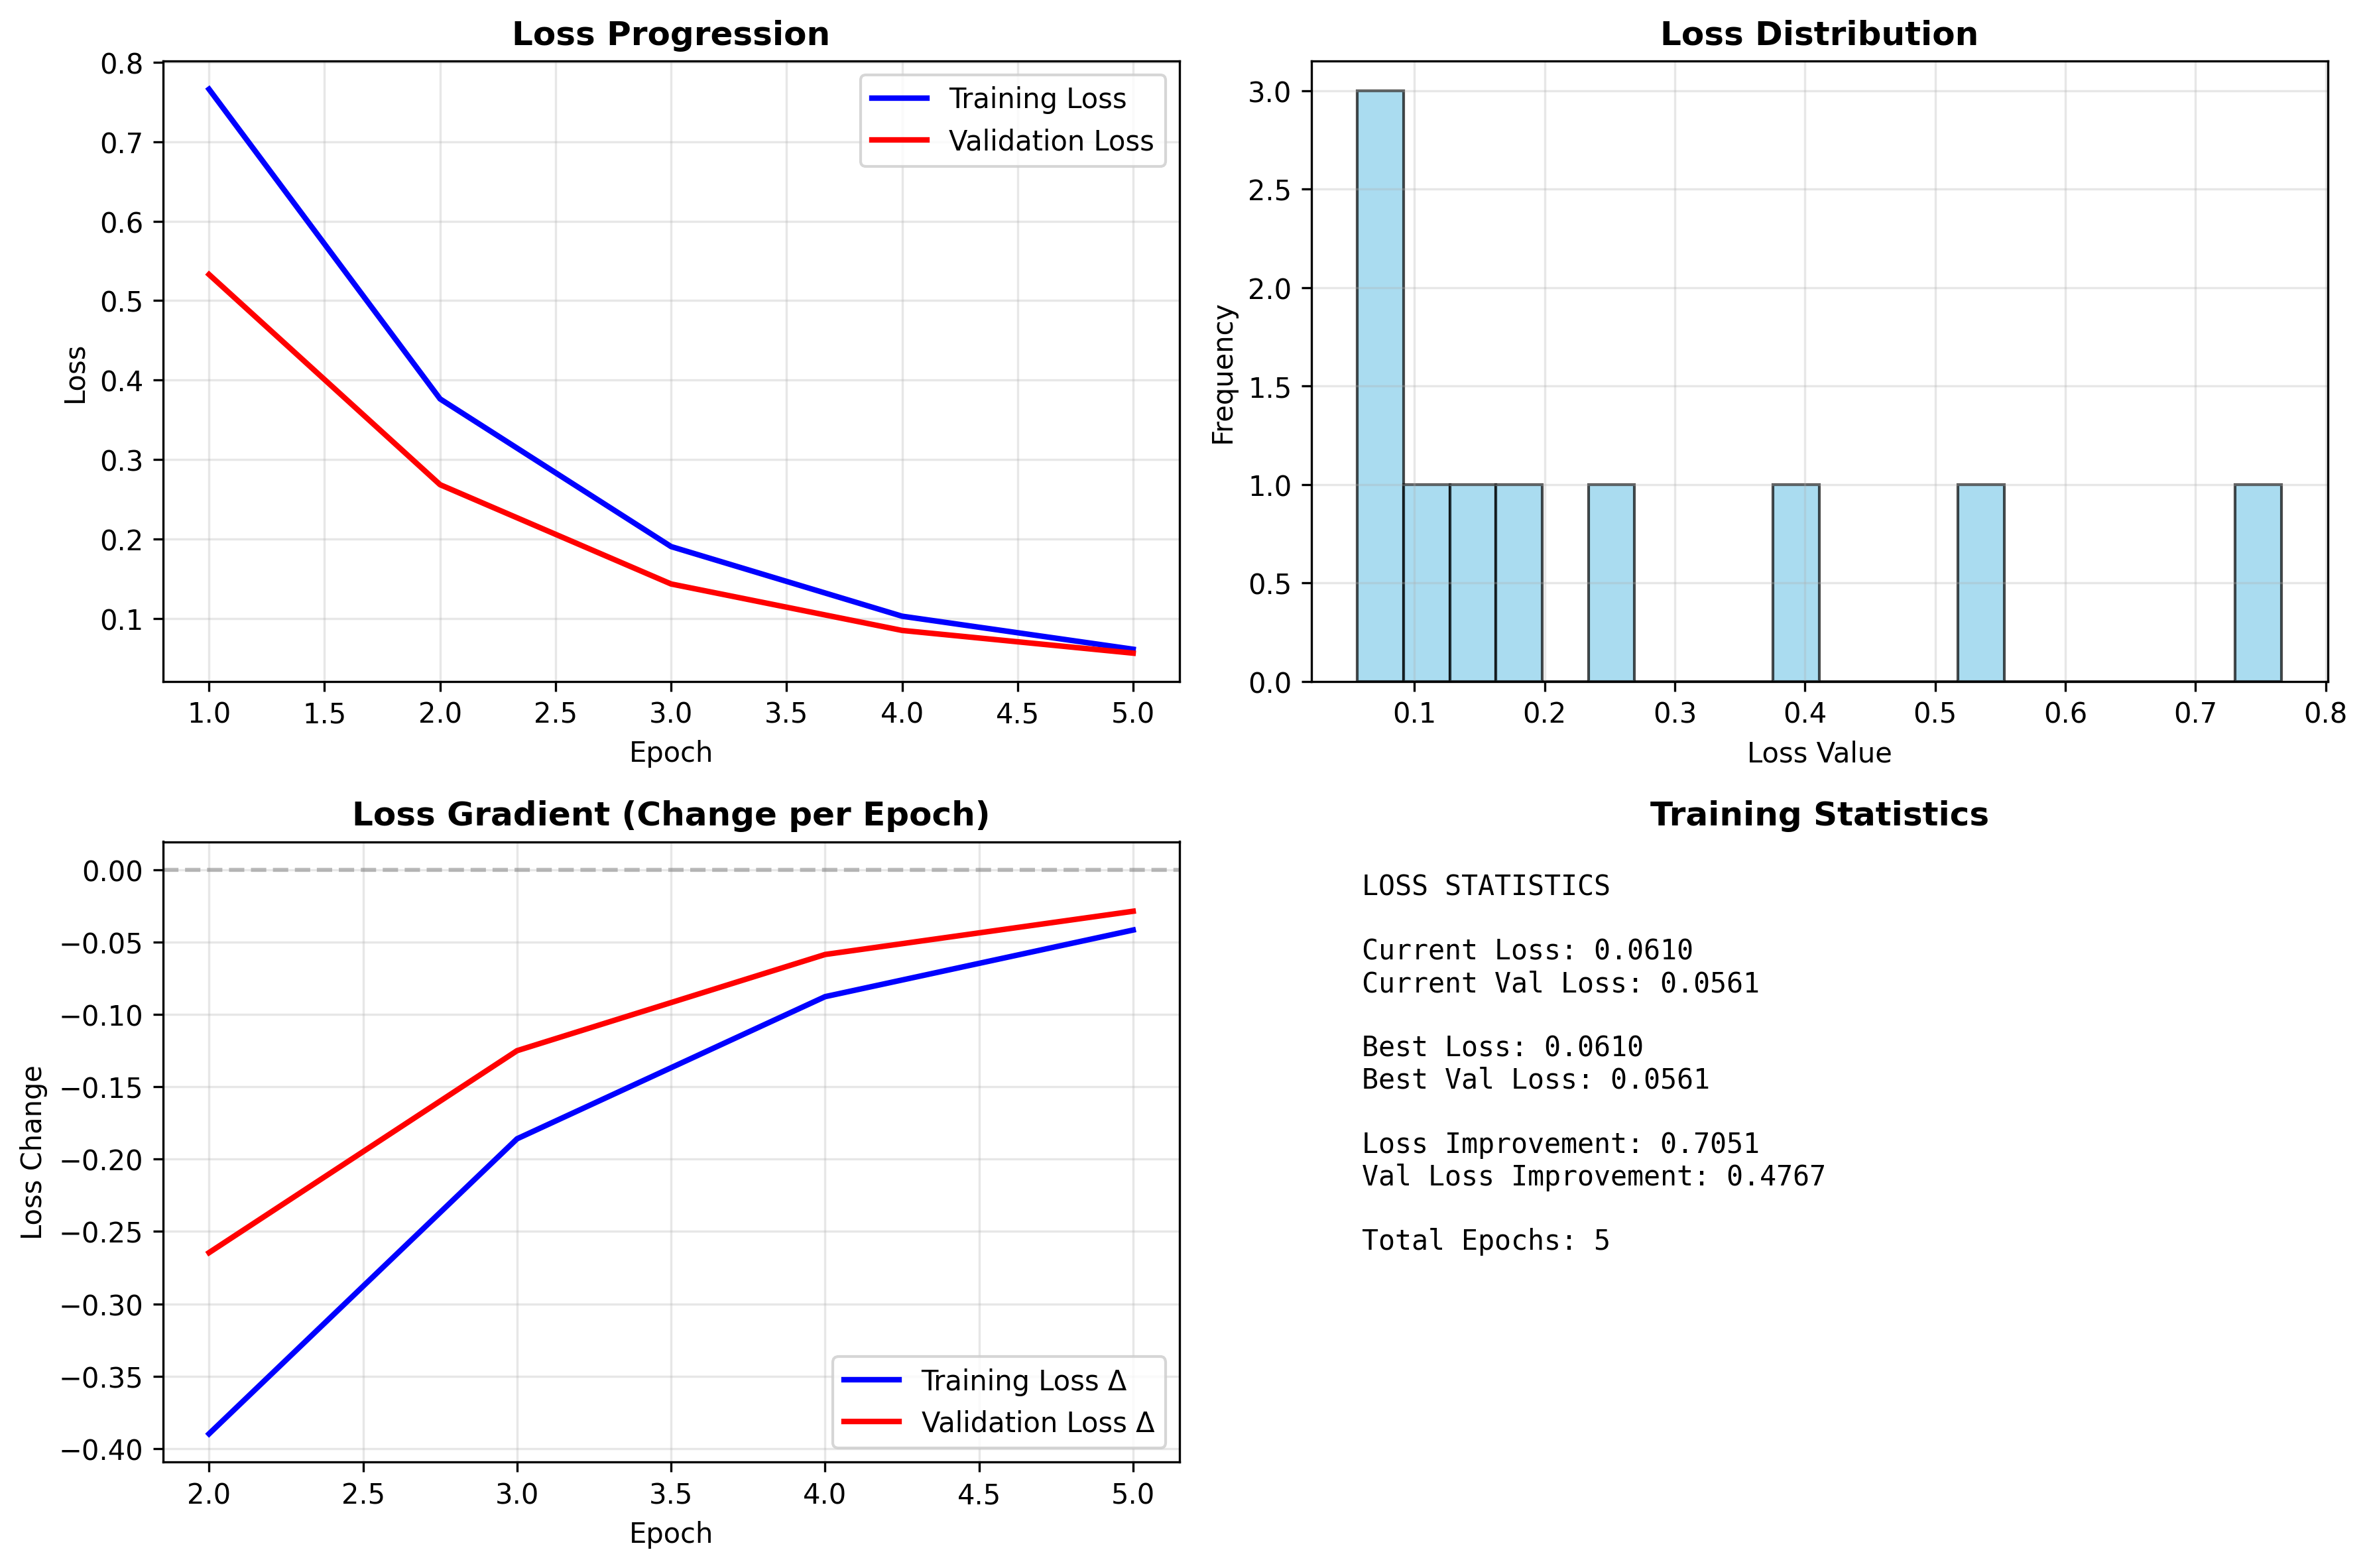 Loss Progression
0.8
0.7
0.6
0.5
0.4
0.3
0.2
0.1
Loss
1.0 1.5 2.0 2.5 3.0 3.5 4.0 4.5 5.0
Epoch
Training Loss
Validation Loss
Loss Distribution
3.0
2.5
2.0
1.5
1.0
0.5
0.0
Frequency
0.1 0.2 0.3 0.4 0.5 0.6 0.7 0.8
Loss Value
Loss Gradient (Change per Epoch)
0.00
−0.05
−0.10
−0.15
−0.20
−0.25
−0.30
−0.35
−0.40
Loss Change
2.0 2.5 3.0 3.5 4.0 4.5 5.0
Epoch
Training Loss Δ
Validation Loss Δ
Training Statistics
LOSS STATISTICS
Current Loss: 0.0610
Current Val Loss: 0.0561
Best Loss: 0.0610
Best Val Loss: 0.0561
Loss Improvement: 0.7051
Val Loss Improvement: 0.4767
Total Epochs: 5